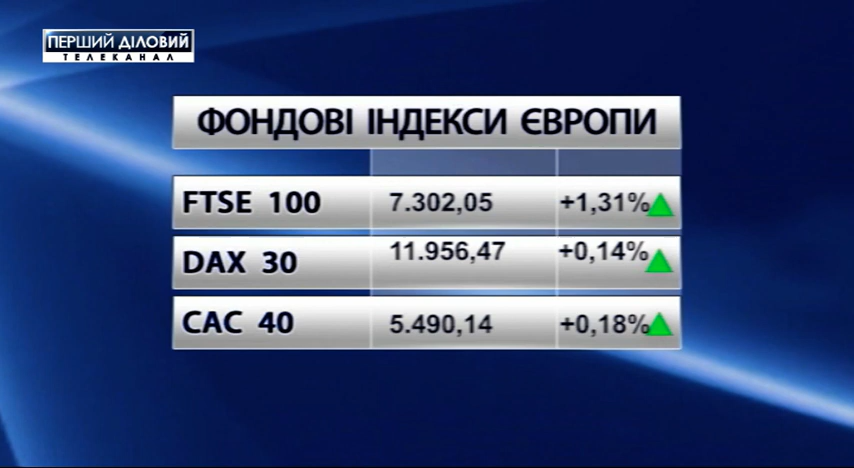 ПЕРШИЙ ДІЛОВИЙ
ТЕЛЕКАНАЛ
ФОНДОВІ ІНДЕКСИ ЄВРОПИ
FTSE 100 7.302,05 +1,31%
DAX 30 11.956,47 +0,14%
CAC 40 5.490,14 +0,18%